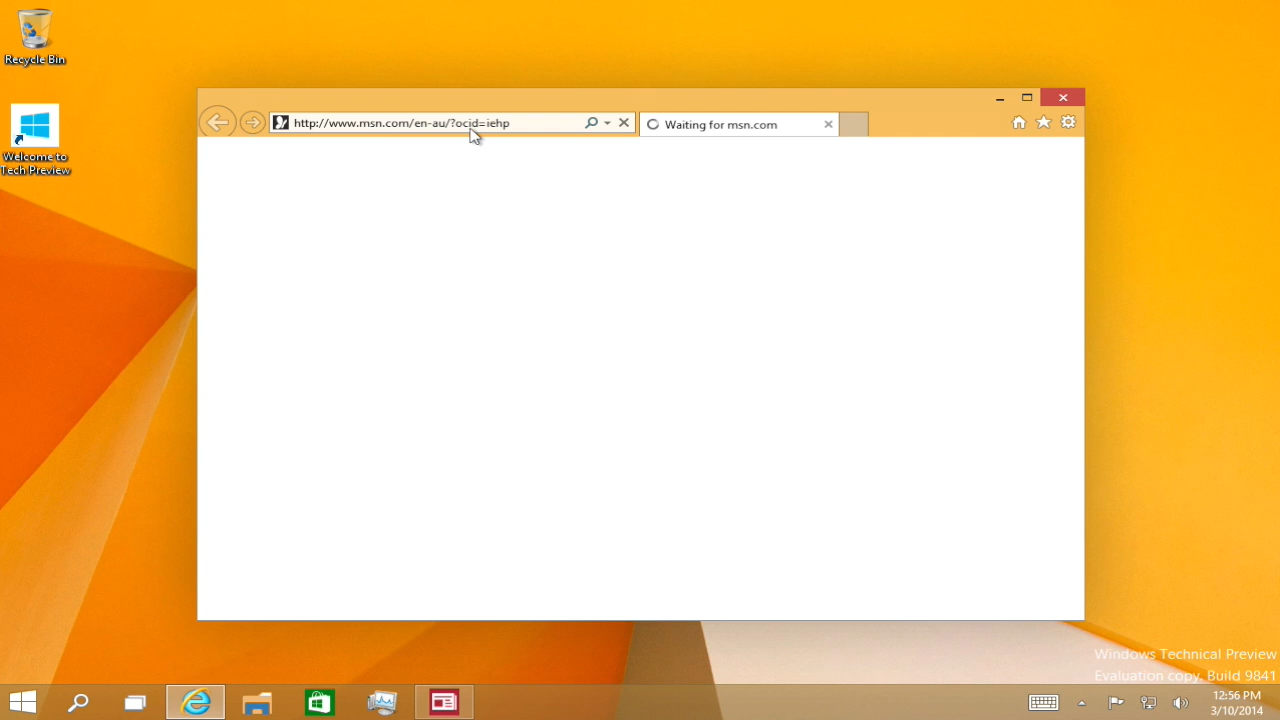 Recycle Bin
Welcome to
Tech Preview
http://www.msn.com/en-au/?ocid=iehp
Waiting for msn.com
Windows Technical Preview
Evaluation copy. Build 9841
12:56 PM
3/10/2014